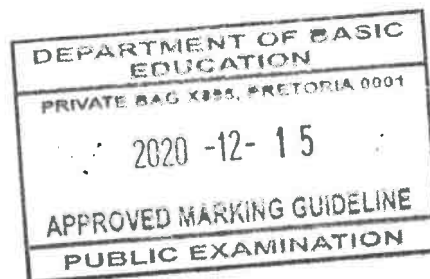 DEPARTMENT OF BASIC
EDUCATION
PRIVATE BAG X895, PRETORIA 0001
2020 -12- 15
APPROVED MARKING GUIDELINE
PUBLIC EXAMINATION